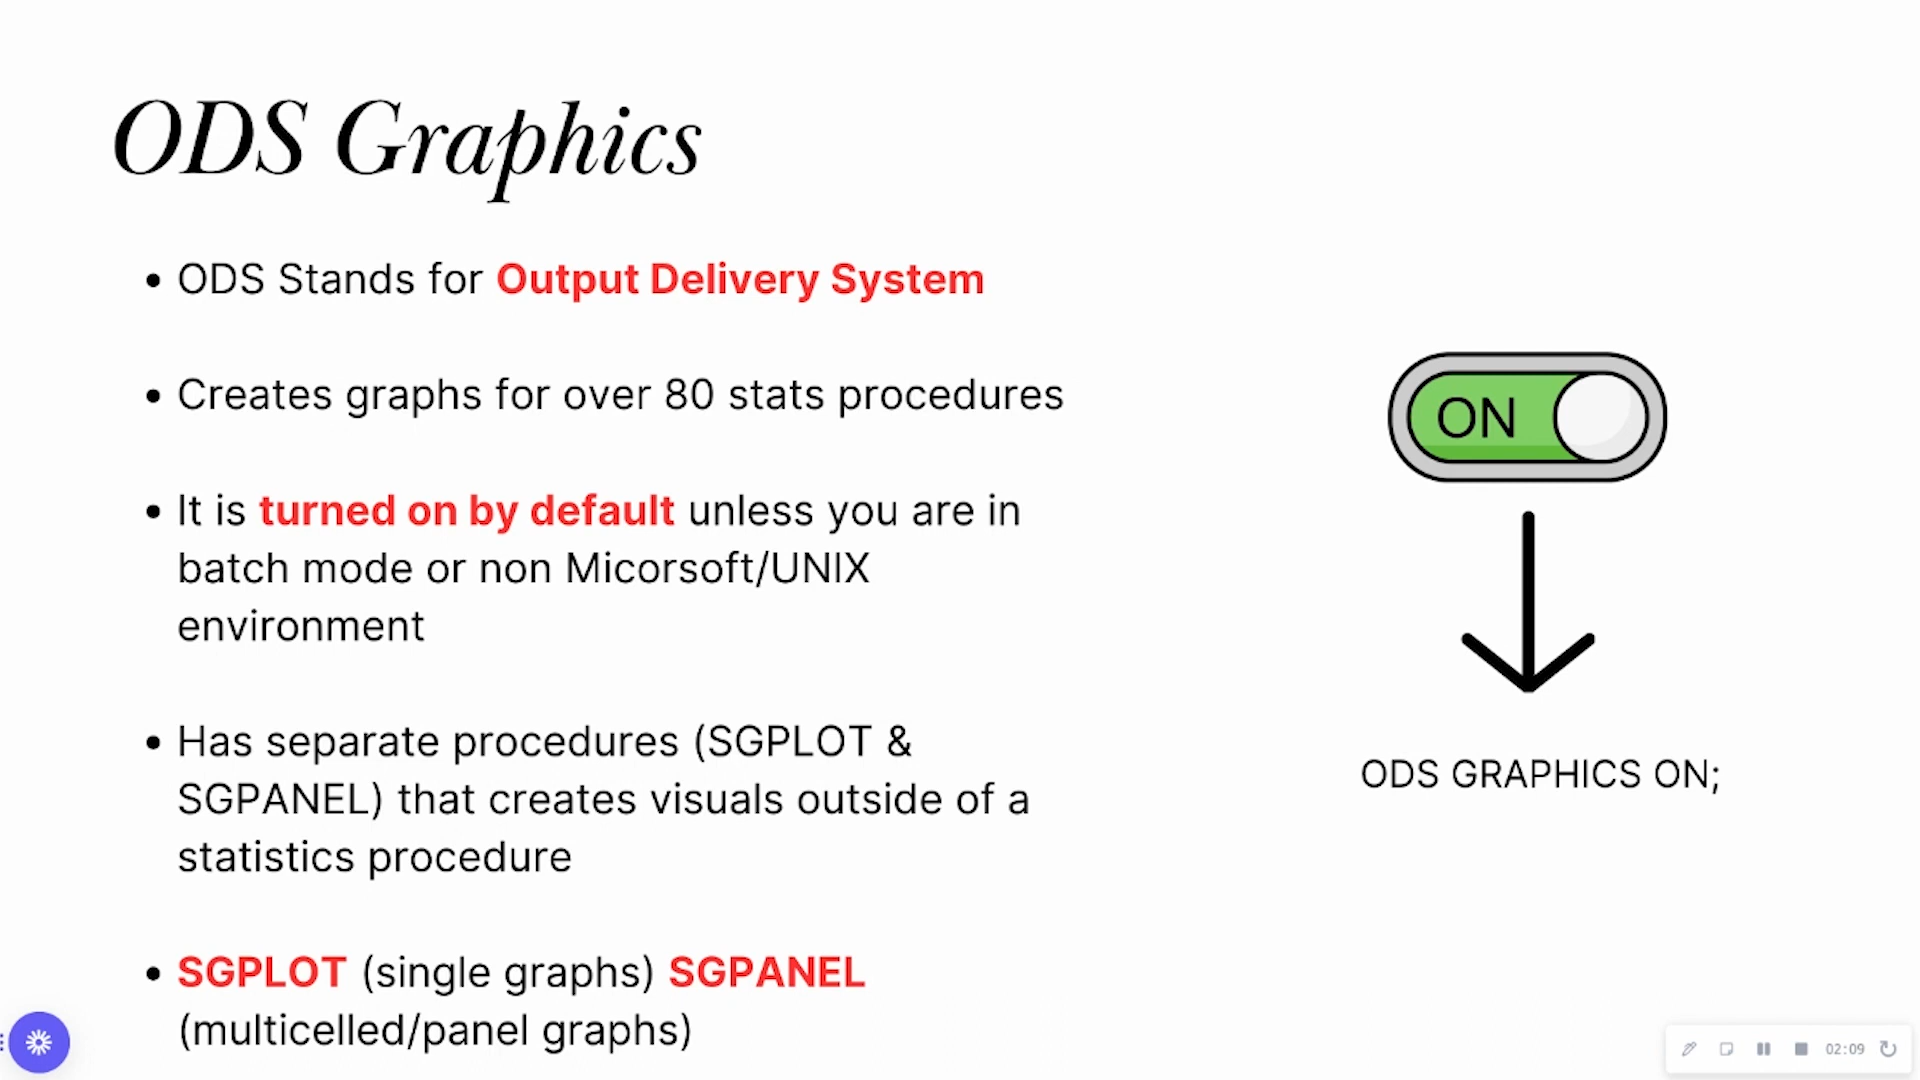 ODS Graphics
• ODS Stands for Output Delivery System
• Creates graphs for over 80 stats procedures
• It is turned on by default unless you are in
batch mode or non Micorsoft/UNIX
environment
• Has separate procedures (SGPLOT &
SGPANEL) that creates visuals outside of a
statistics procedure
• SGPLOT (single graphs) SGPANEL
(multicelled/panel graphs)
ON
ODS GRAPHICS ON;
02:09